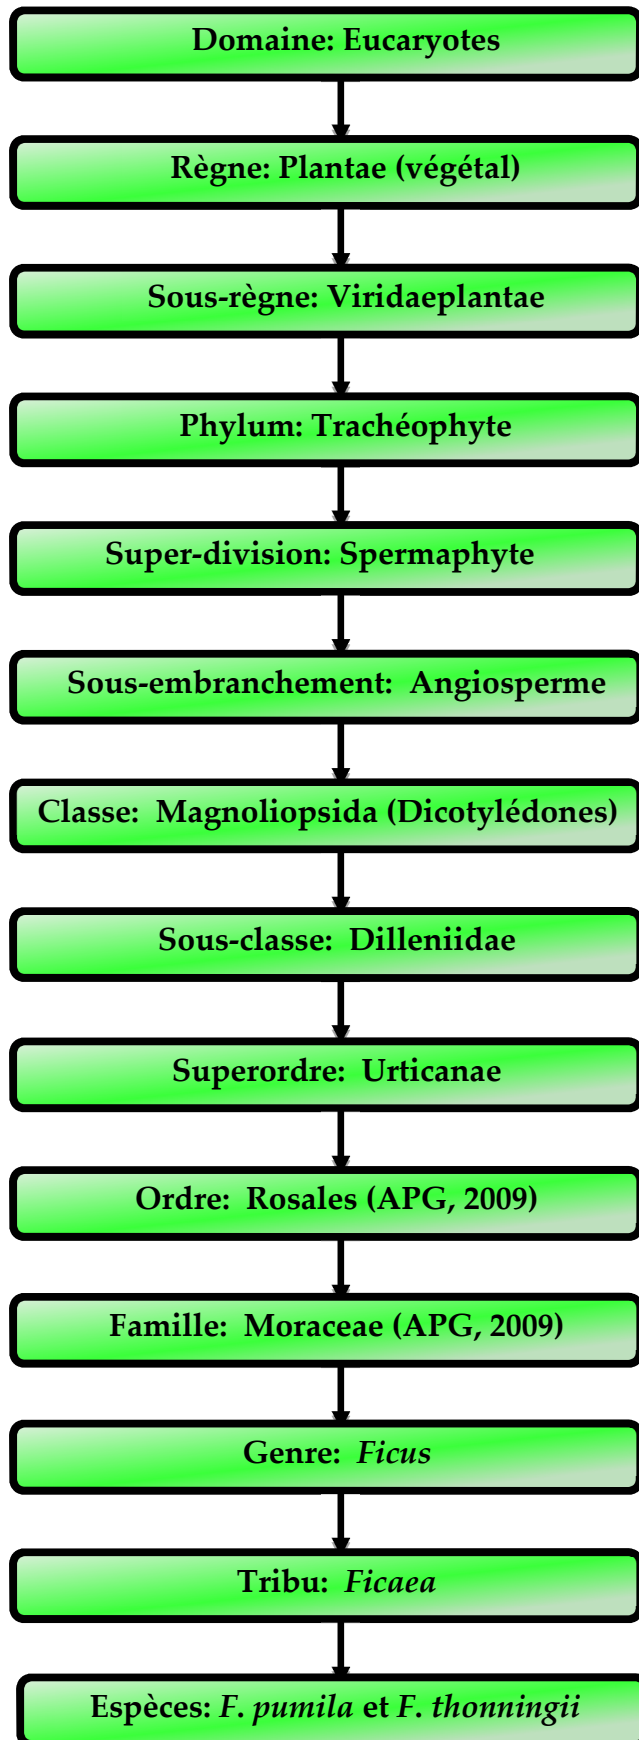 Domaine: Eucaryotes
Règne: Plantae (végétal)
Sous-règne: Viridaeplantae
Phylum: Trachéophyte
Super-division: Spermaphyte
Sous-embranchement: Angiosperme
Classe: Magnoliopsida (Dicotylédones)
Sous-classe: Dilleniidae
Superordre: Urticanae
Ordre: Rosales (APG, 2009)
Famille: Moraceae (APG, 2009)
Genre: Ficus
Tribu: Ficaea
Espèces: F. pumila et F. thonningii